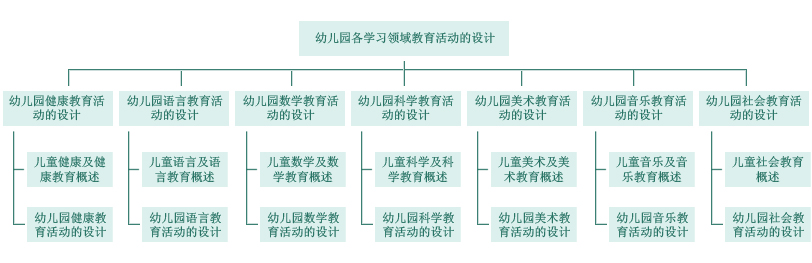 幼儿园各学习领域教育活动的设计
幼儿园健康教育活
动的设计
幼儿园语言教育活
动的设计
幼儿园数学教育活
动的设计
幼儿园科学教育活
动的设计
幼儿园美术教育活
动的设计
幼儿园音乐教育活
动的设计
幼儿园社会教育活
动的设计
儿童健康及健
康教育概述
儿童语言及语
言教育概述
儿童数学及数
学教育概述
儿童科学及科
学教育概述
儿童美术及美
术教育概述
儿童音乐及音
乐教育概述
儿童社会教育
概述
幼儿园健康教
育活动的设计
幼儿园语言教
育活动的设计
幼儿园数学教
育活动的设计
幼儿园科学教
育活动的设计
幼儿园美术教
育活动的设计
幼儿园音乐教
育活动的设计
幼儿园社会教
育活动的设计